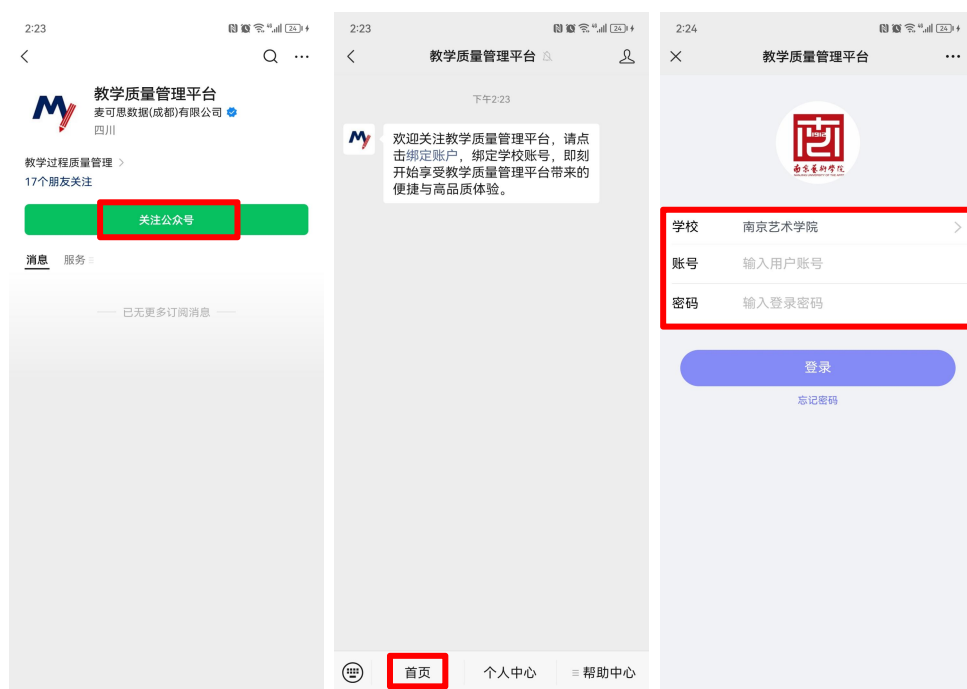 2:23
24
教学质量管理平台
麦可思数据(成都)有限公司
四川
教学过程质量管理
17个朋友关注
关注公众号
消息 服务
已无更多订阅消息
2:23
24
教学质量管理平台
下午2:23
欢迎关注教学质量管理平台，请点
击绑定账户，绑定学校账号，即刻
开始享受教学质量管理平台带来的
便捷与高品质体验。
首页 个人中心 帮助中心
2:24
24
教学质量管理平台
南京艺术学院
学校 南京艺术学院
账号 输入用户账号
密码 输入登录密码
登录
忘记密码